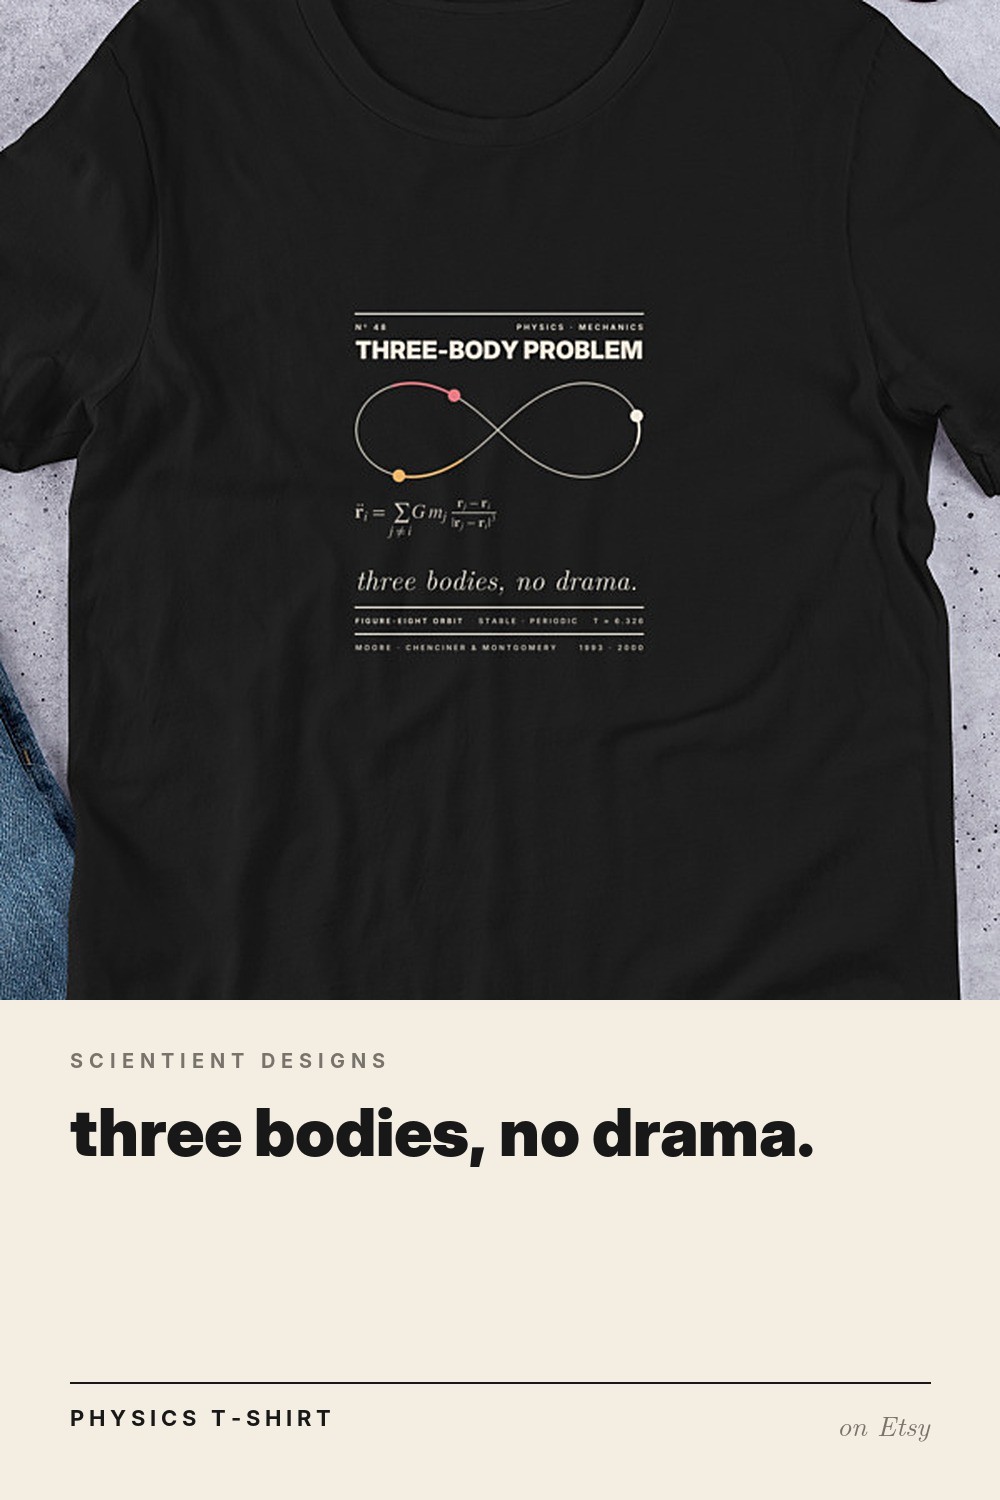 Nº 48 PHYSICS · MECHANICS
THREE-BODY PROBLEM
r̈ᵢ = ∑ G mⱼ (rⱼ − rᵢ) / |rⱼ − rᵢ|³
j ≠ i
three bodies, no drama.
FIGURE-EIGHT ORBIT STABLE · PERIODIC T = 6.326
MOORE · CHENCINER & MONTGOMERY 1993 · 2000
SCIENTIENT DESIGNS
three bodies, no drama.
PHYSICS T-SHIRT
on Etsy